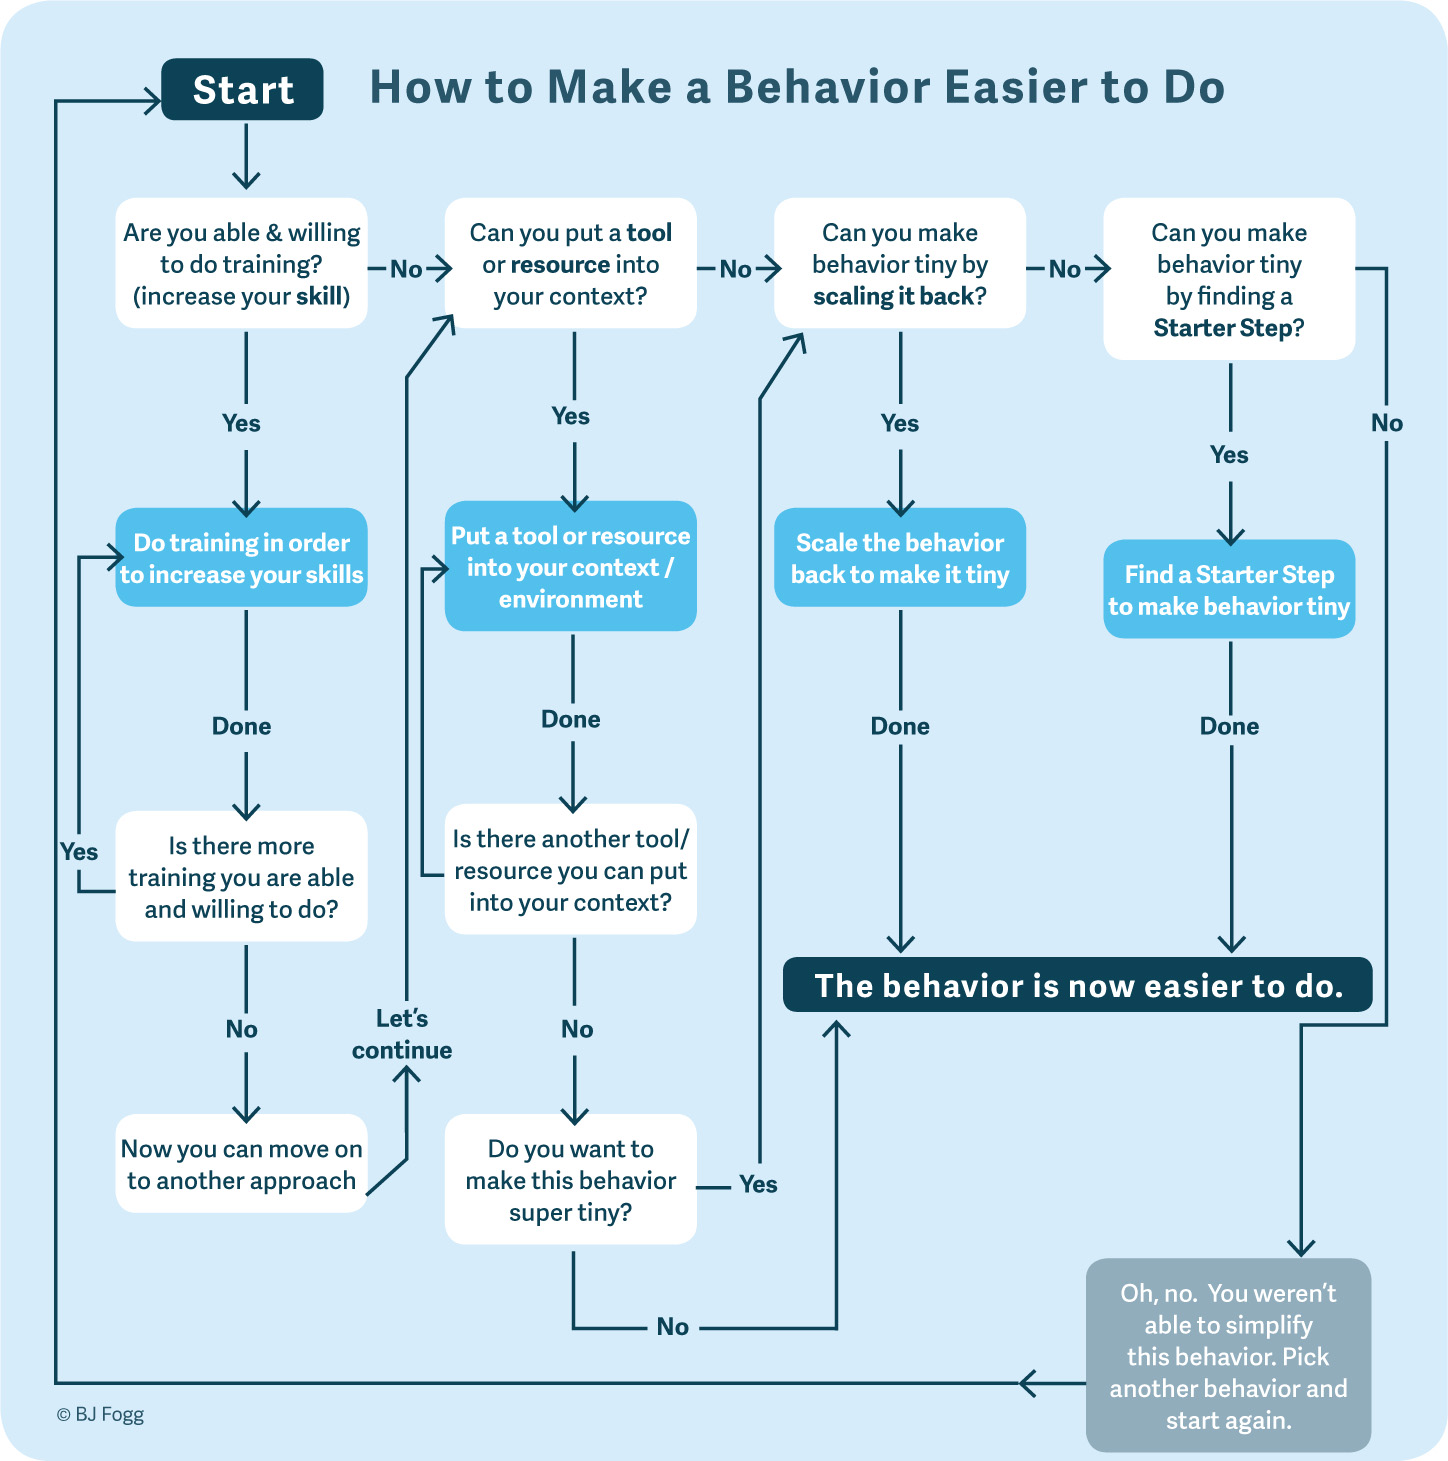 Start
How to Make a Behavior Easier to Do
Are you able & willing
to do training?
(increase your skill)
No
Can you put a tool
or resource into
your context?
No
Can you make
behavior tiny by
scaling it back?
No
Can you make
behavior tiny
by finding a
Starter Step?
Yes
Yes
Yes
Yes
No
Do training in order
to increase your skills
Put a tool or resource
into your context /
environment
Scale the behavior
back to make it tiny
Find a Starter Step
to make behavior tiny
Done
Done
Done
Done
Yes
Is there more
training you are able
and willing to do?
Is there another tool/
resource you can put
into your context?
The behavior is now easier to do.
No
Let's
continue
No
Now you can move on
to another approach
Do you want to
make this behavior
super tiny?
Yes
No
Oh, no.  You weren't
able to simplify
this behavior. Pick
another behavior and
start again.
© BJ Fogg